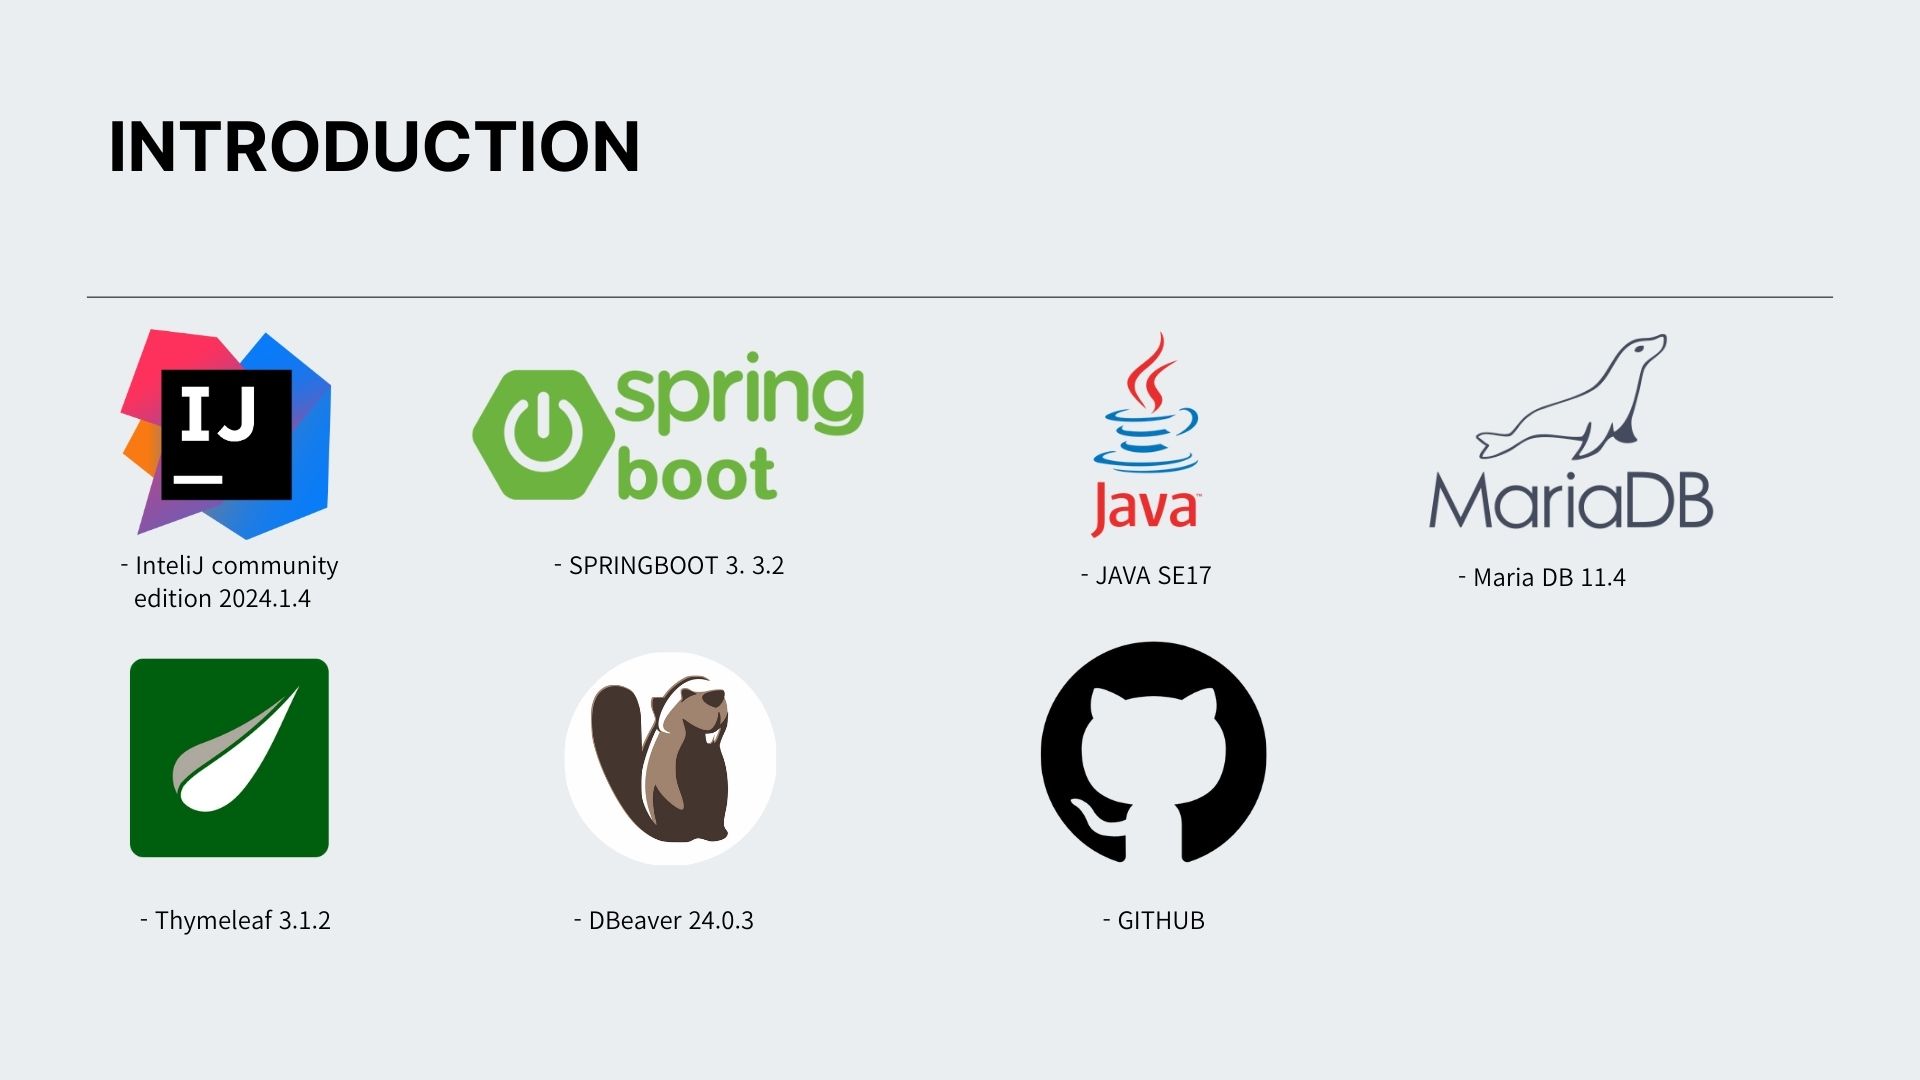 INTRODUCTION
IJ
spring
boot
Java™
MariaDB
- InteliJ community
edition 2024.1.4
- SPRINGBOOT 3. 3.2
- JAVA SE17
- Maria DB 11.4
- Thymeleaf 3.1.2
- DBeaver 24.0.3
- GITHUB